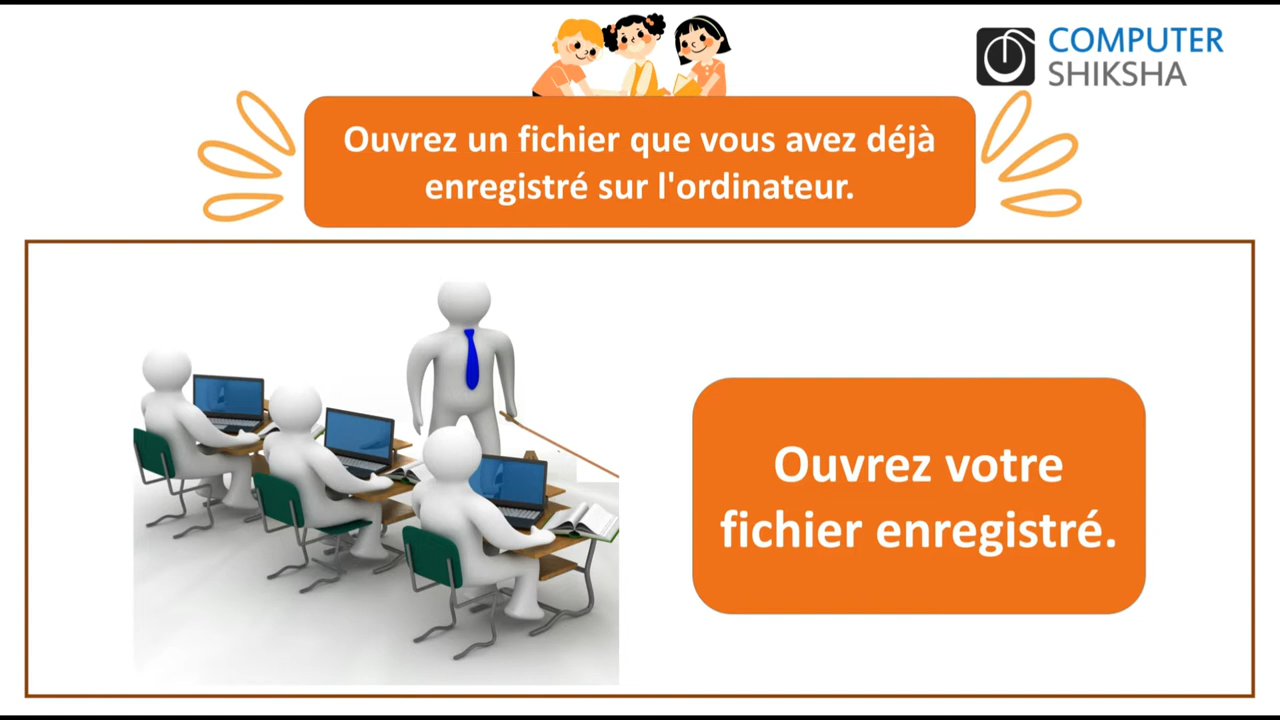 COMPUTER
SHIKSHA
Ouvrez un fichier que vous avez déjà
enregistré sur l'ordinateur.
Ouvrez votre
fichier enregistré.